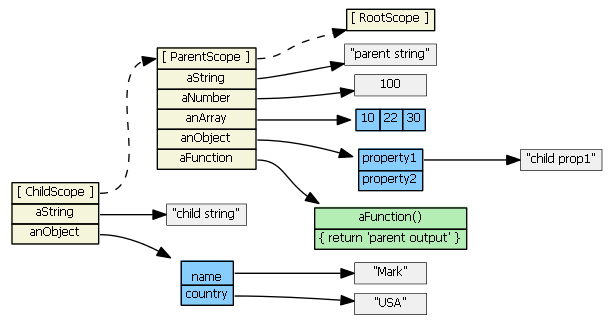 [ RootScope ]
[ ParentScope ]
"parent string"
aString
100
aNumber
anArray
10 22 30
anObject
aFunction
property1
"child prop1"
property2
[ ChildScope ]
aString
"child string"
aFunction()
anObject
{ return 'parent output' }
name
"Mark"
country
"USA"